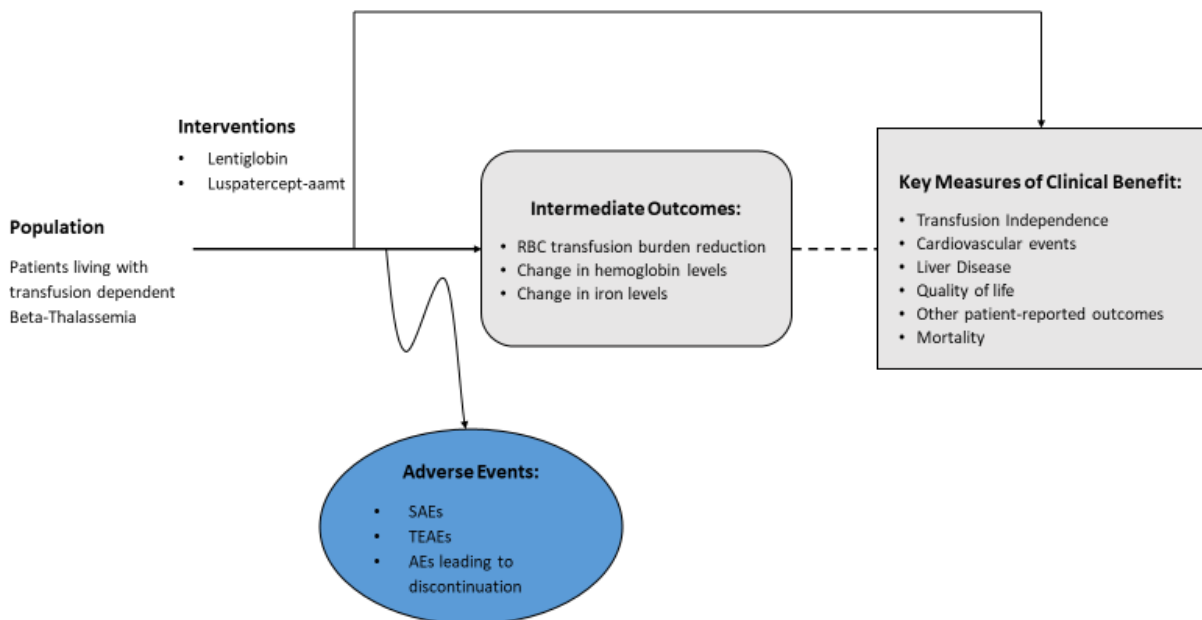 Interventions
• Lentiglobin
• Luspatercept-aamt
Population
Patients living with
transfusion dependent
Beta-Thalassemia
Intermediate Outcomes:
• RBC transfusion burden reduction
• Change in hemoglobin levels
• Change in iron levels
Key Measures of Clinical Benefit:
• Transfusion Independence
• Cardiovascular events
• Liver Disease
• Quality of life
• Other patient-reported outcomes
• Mortality
Adverse Events:
• SAEs
• TEAEs
• AEs leading to
discontinuation